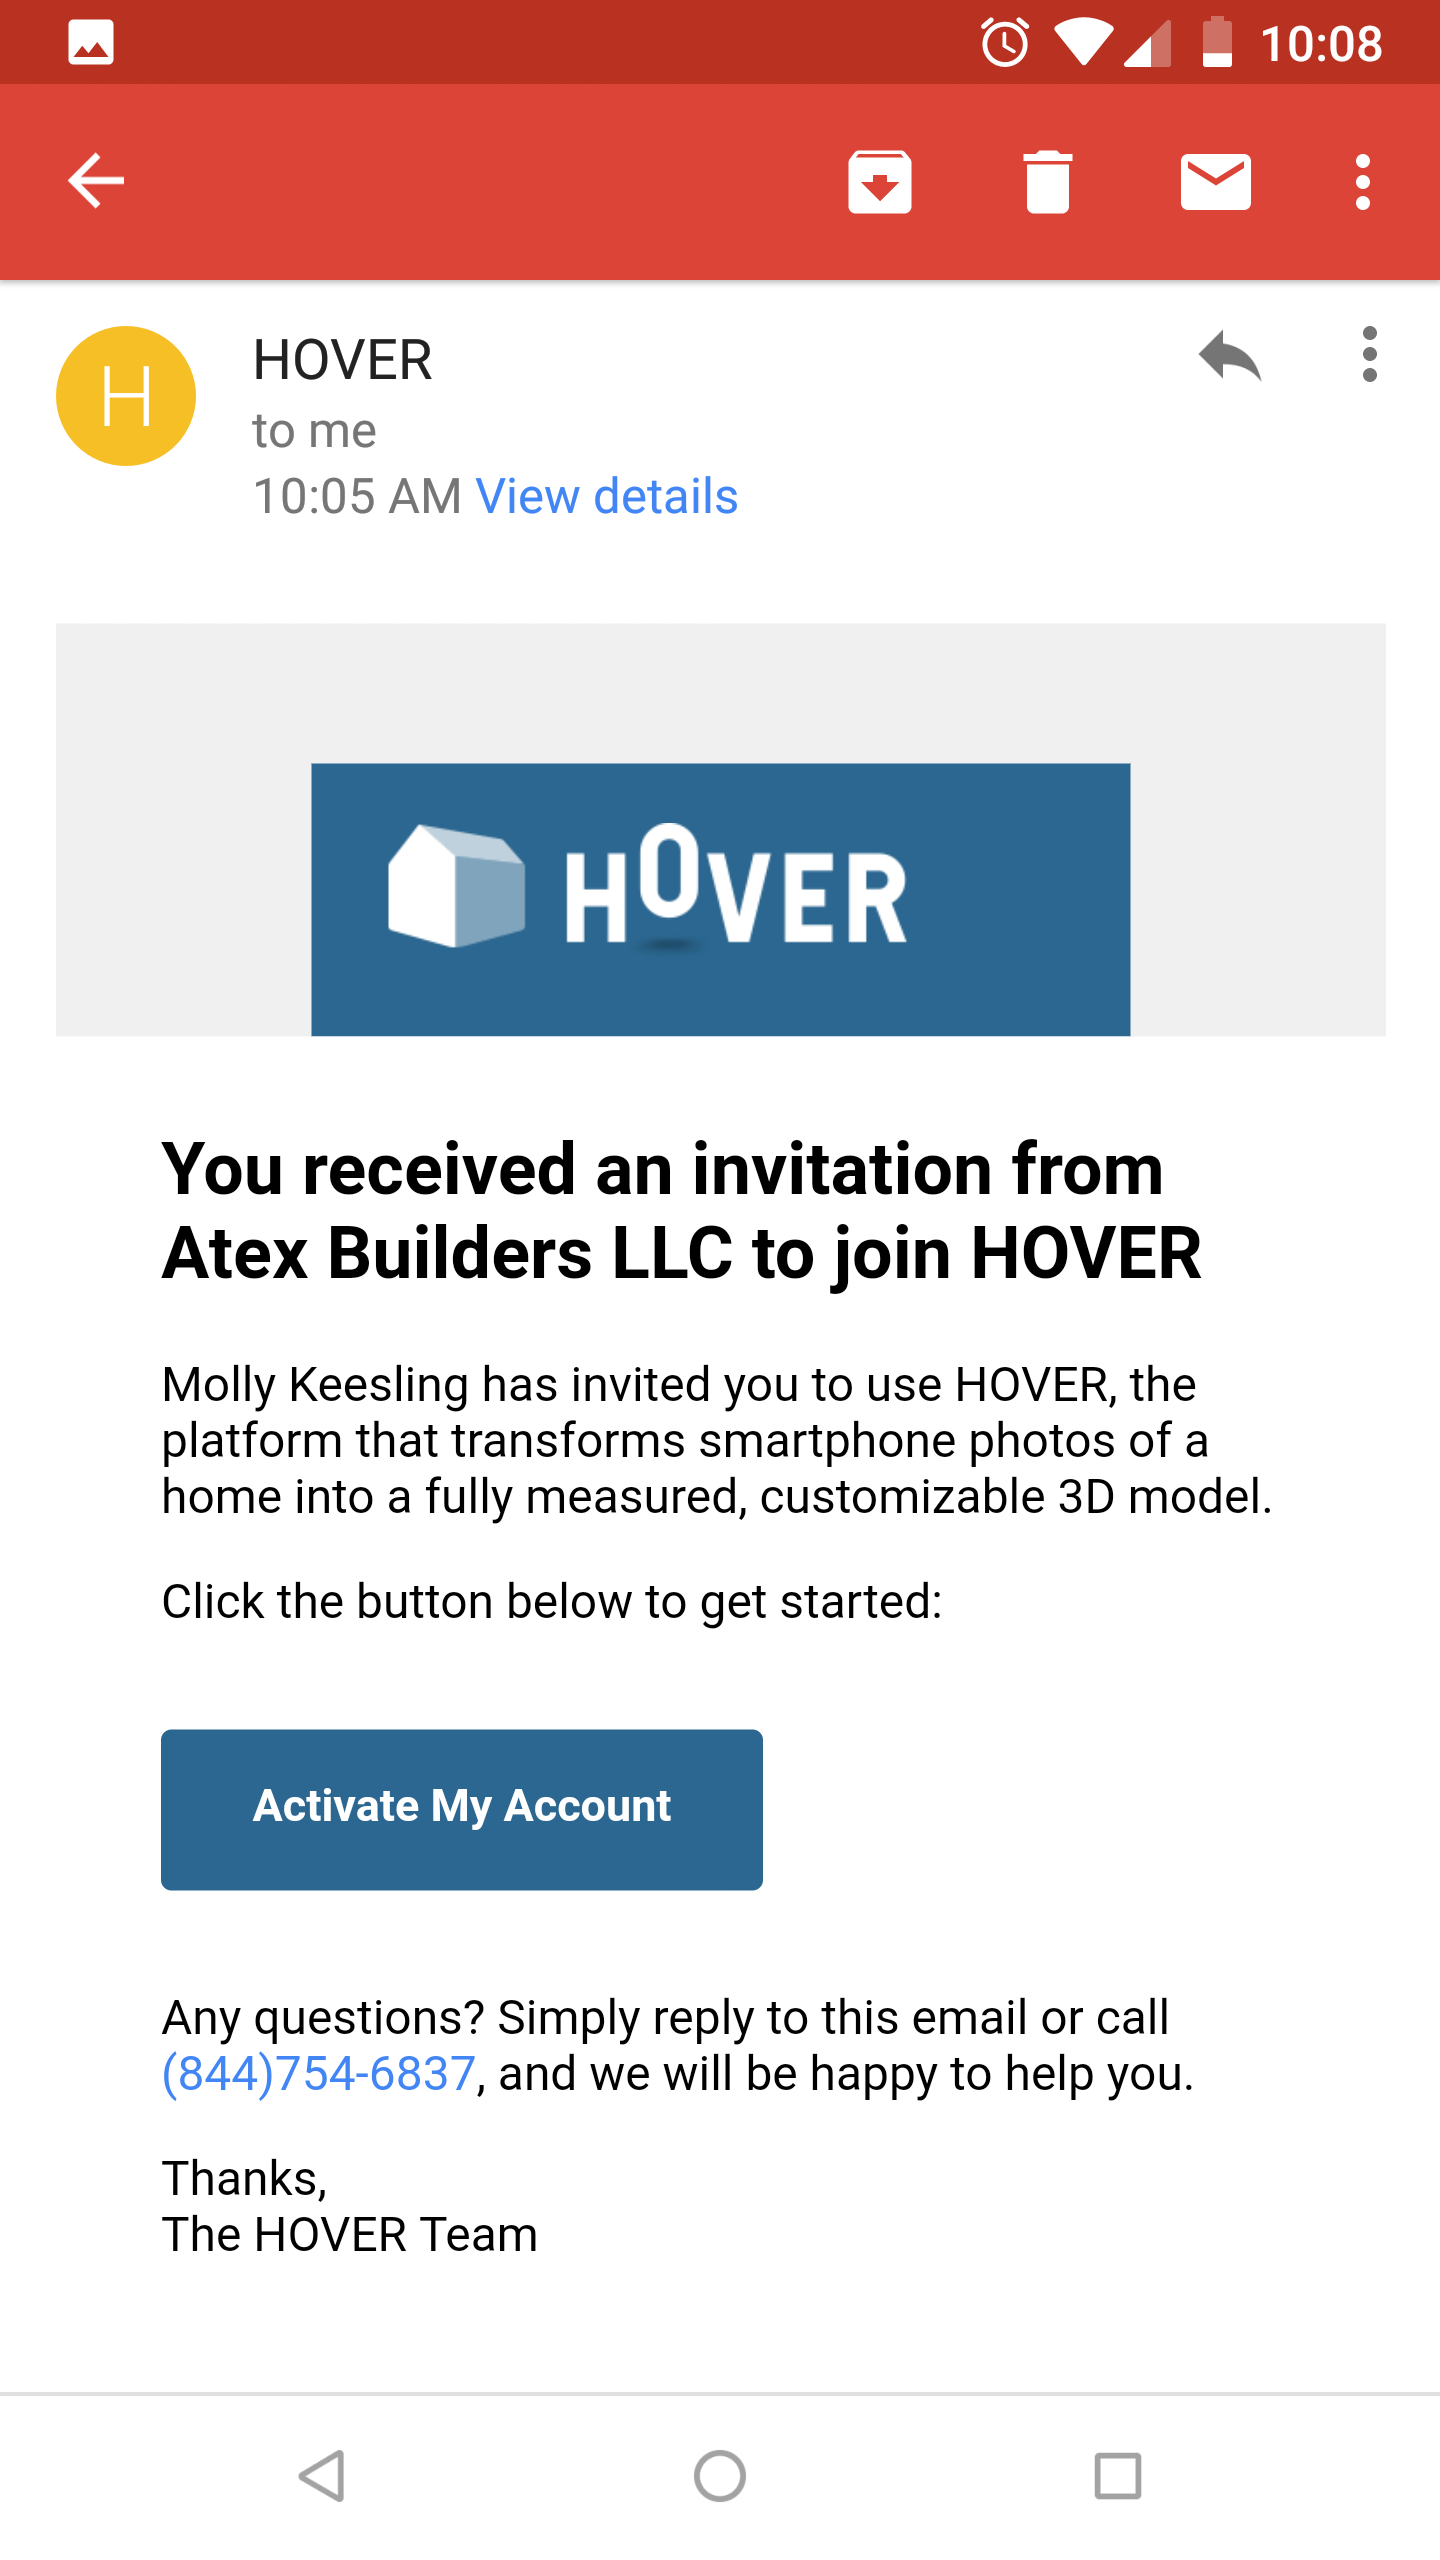 10:08
H
HOVER
to me
10:05 AM View details
HOVER
You received an invitation from
Atex Builders LLC to join HOVER
Molly Keesling has invited you to use HOVER, the
platform that transforms smartphone photos of a
home into a fully measured, customizable 3D model.
Click the button below to get started:
Activate My Account
Any questions? Simply reply to this email or call
(844)754-6837, and we will be happy to help you.
Thanks,
The HOVER Team